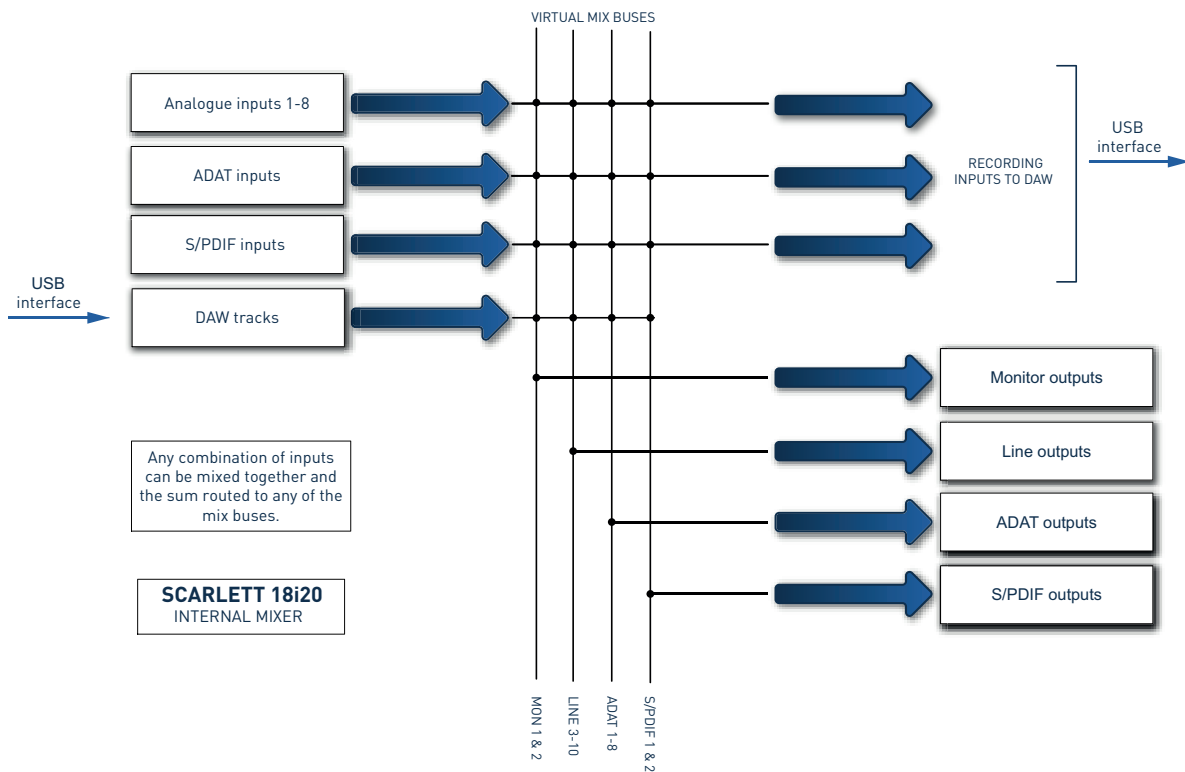 VIRTUAL MIX BUSES
Analogue inputs 1-8
ADAT inputs
S/PDIF inputs
DAW tracks
USB
interface
RECORDING
INPUTS TO DAW
USB
interface
Monitor outputs
Line outputs
ADAT outputs
S/PDIF outputs
Any combination of inputs
can be mixed together and
the sum routed to any of the
mix buses.
SCARLETT 18i20
INTERNAL MIXER
MON 1 & 2
LINE 3-10
ADAT 1-8
S/PDIF 1 & 2